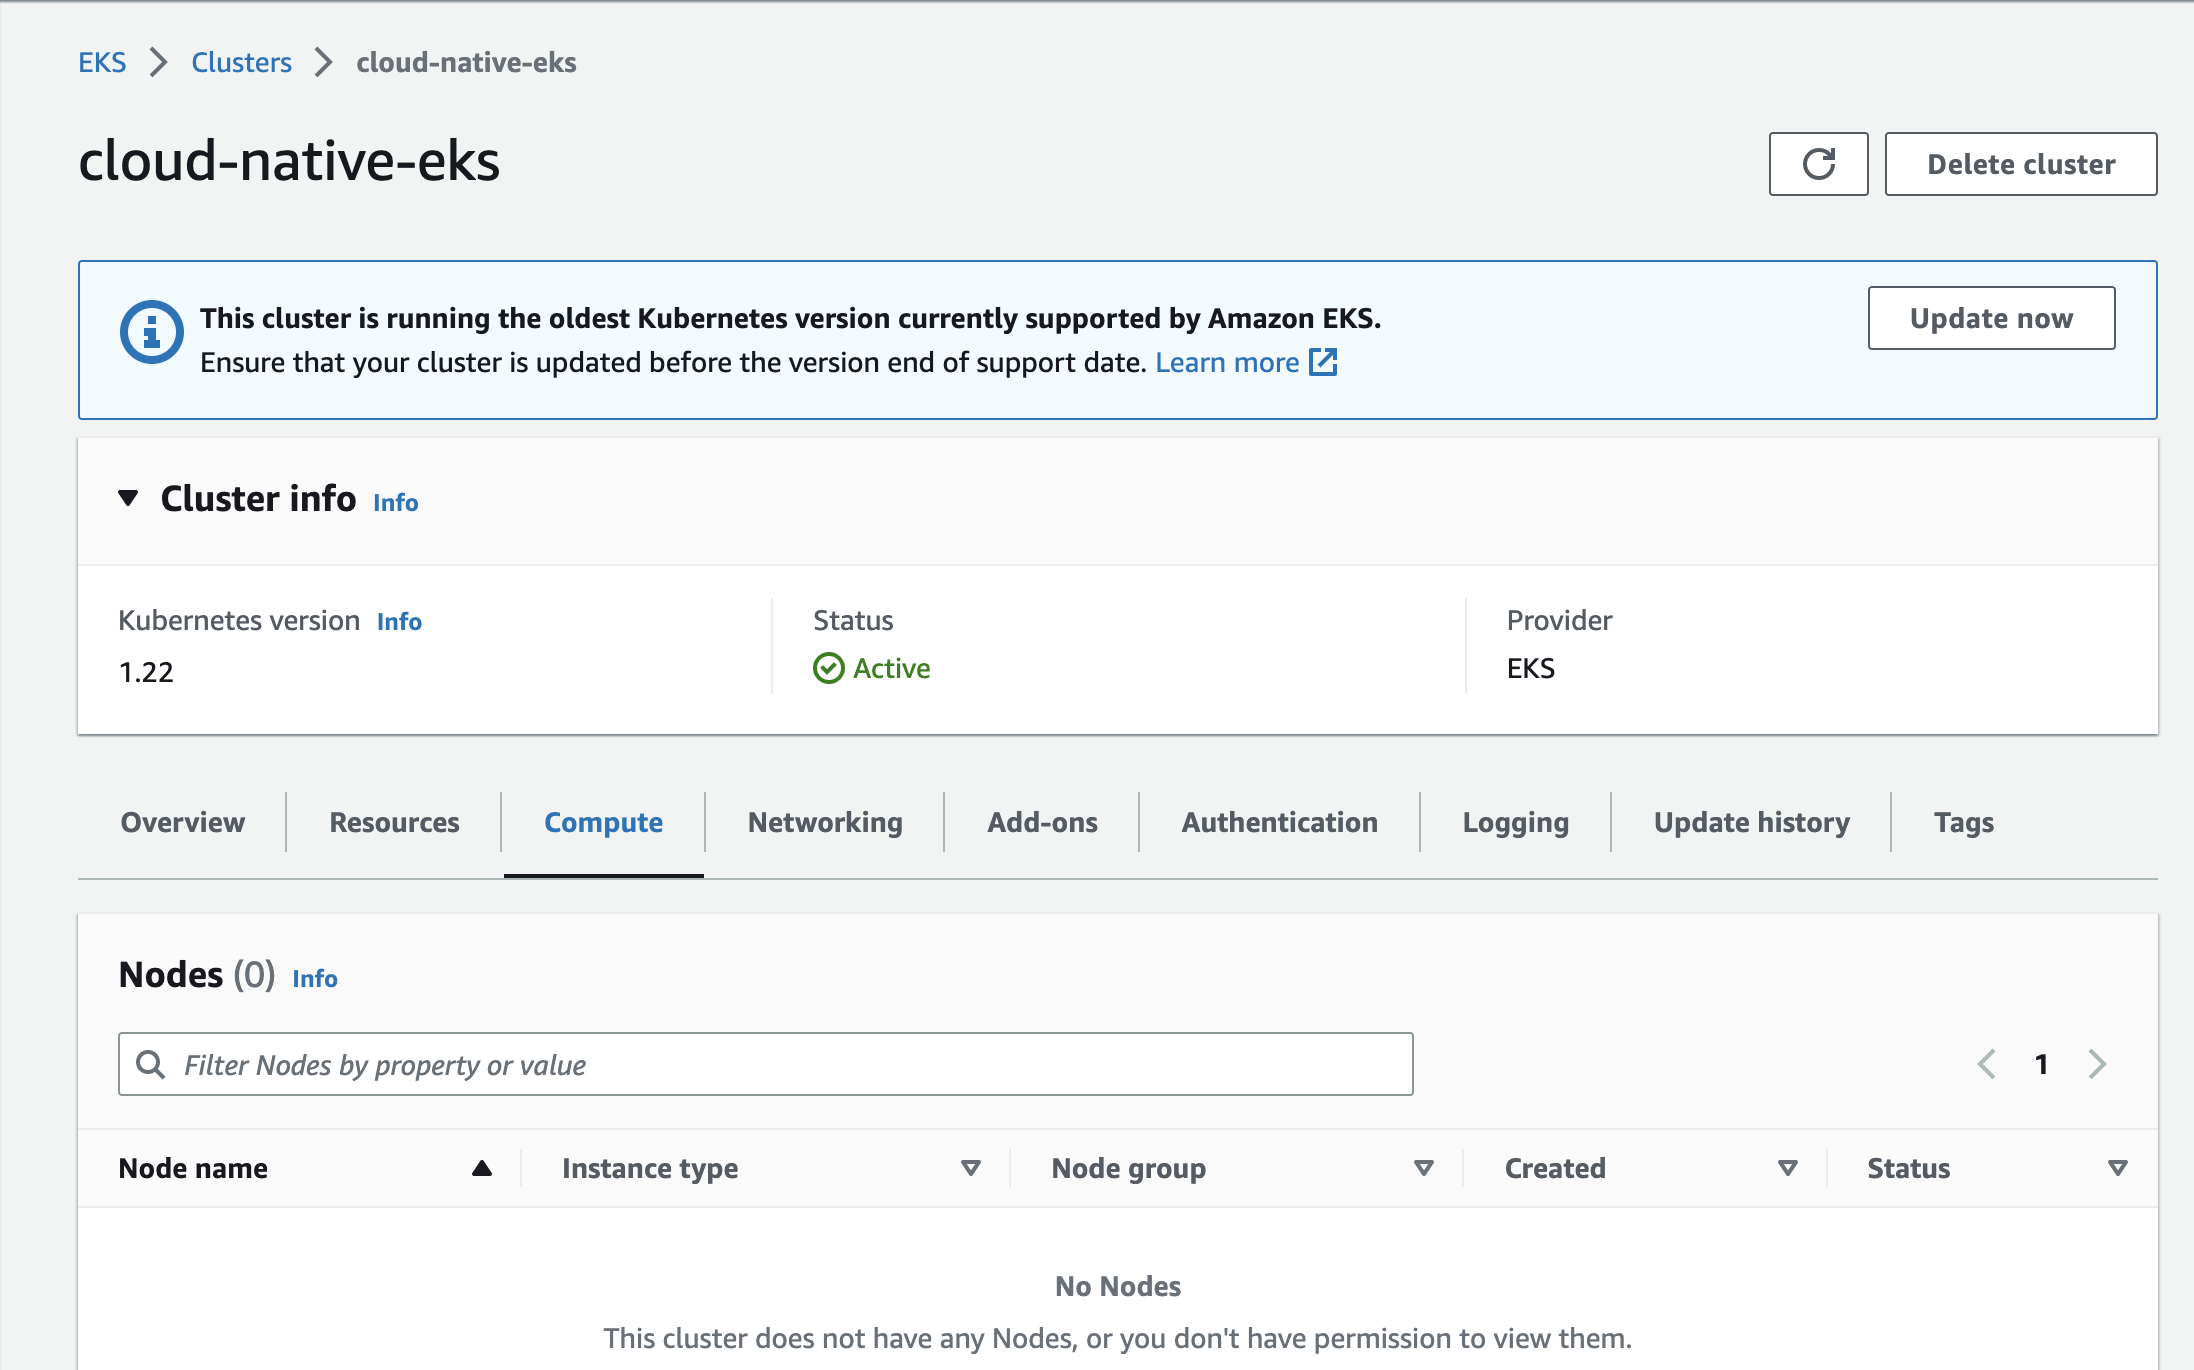 EKS > Clusters > cloud-native-eks
cloud-native-eks
Delete cluster
This cluster is running the oldest Kubernetes version currently supported by Amazon EKS.
Ensure that your cluster is updated before the version end of support date. Learn more
Update now
Cluster info Info
Kubernetes version Info
1.22
Status
Active
Provider
EKS
Overview Resources Compute Networking Add-ons Authentication Logging Update history Tags
Nodes (0) Info
Filter Nodes by property or value
1
Node name Instance type Node group Created Status
No Nodes
This cluster does not have any Nodes, or you don't have permission to view them.